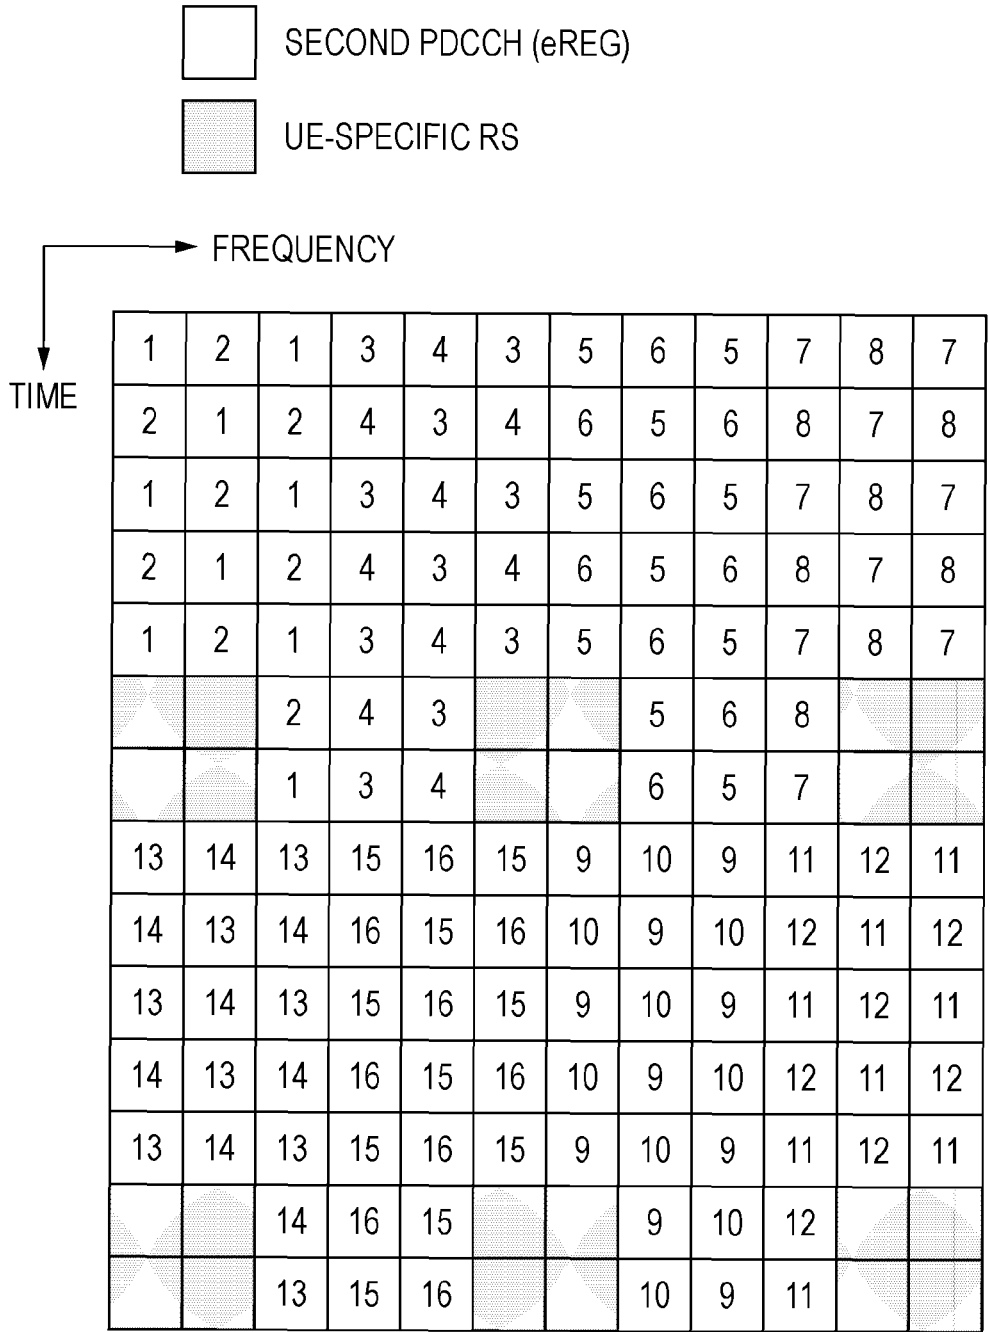 SECOND PDCCH (eREG)
UE-SPECIFIC RS
FREQUENCY
TIME
1 2 1 3 4 3 5 6 5 7 8 7
2 1 2 4 3 4 6 5 6 8 7 8
1 2 1 3 4 3 5 6 5 7 8 7
2 1 2 4 3 4 6 5 6 8 7 8
1 2 1 3 4 3 5 6 5 7 8 7
2 4 3 5 6 8
1 3 4 6 5 7
13 14 13 15 16 15 9 10 9 11 12 11
14 13 14 16 15 16 10 9 10 12 11 12
13 14 13 15 16 15 9 10 9 11 12 11
14 13 14 16 15 16 10 9 10 12 11 12
13 14 13 15 16 15 9 10 9 11 12 11
14 16 15 9 10 12
13 15 16 10 9 11